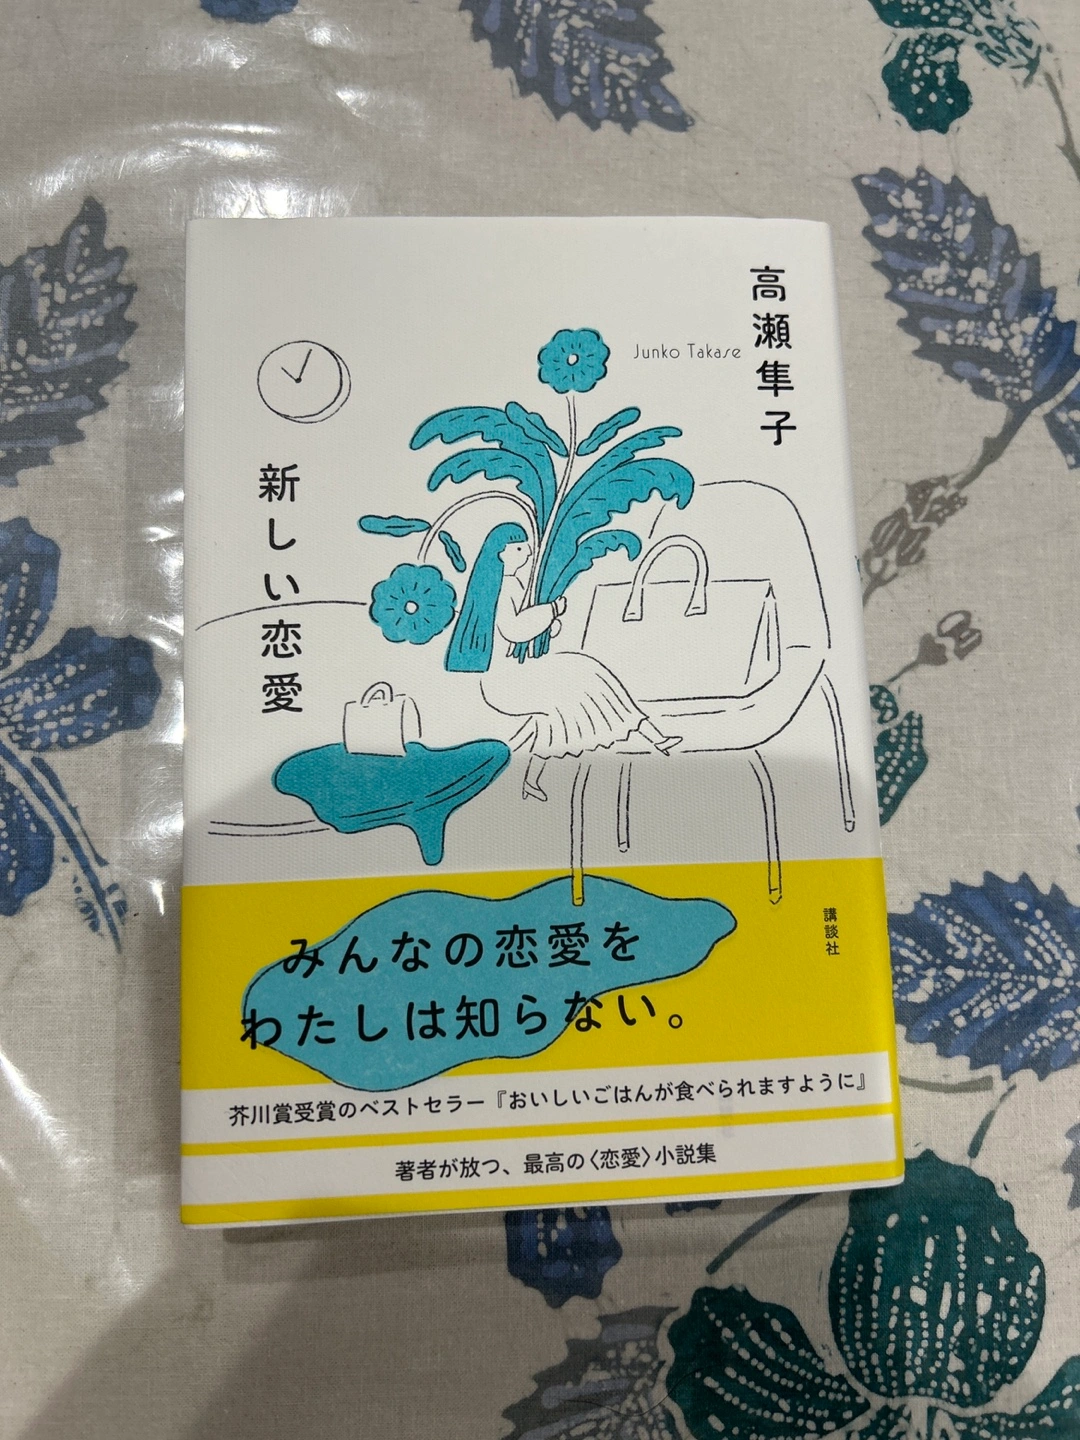 高瀬隼子
Junko Takase
新しい恋愛
みんなの恋愛を
わたしは知らない。
講談社
芥川賞受賞のベストセラー『おいしいごはんが食べられますように』
著者が放つ、最高の〈恋愛〉小説集